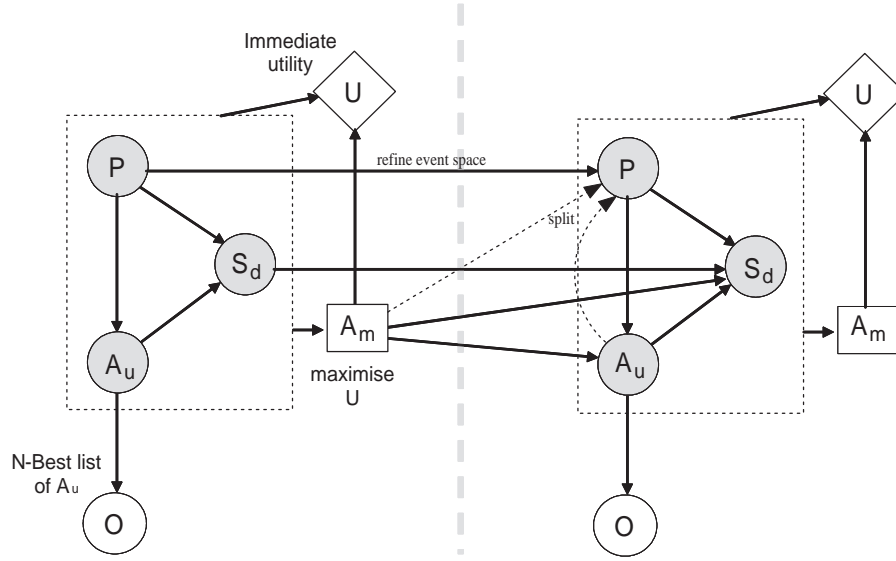 Immediate
utility
U
U
P
refine event space
P
split
S d
S d
A m
A m
A u
maximise
U
A u
N-Best list
of A u
O
O